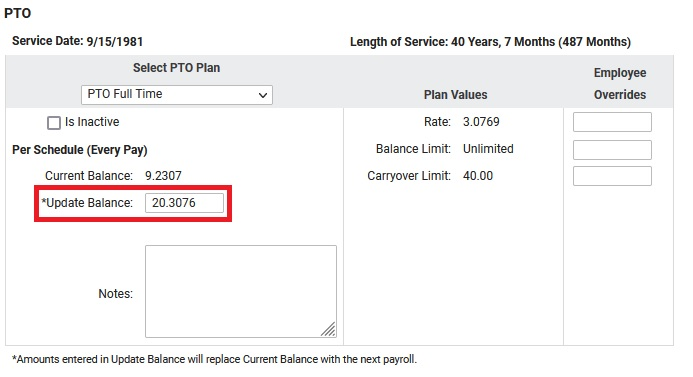 PTO
Service Date: 9/15/1981 Length of Service: 40 Years, 7 Months (487 Months)
Select PTO Plan
PTO Full Time
Plan Values
Employee
Overrides
Is Inactive
Rate: 3.0769
Per Schedule (Every Pay)
Balance Limit: Unlimited
Current Balance: 9.2307
Carryover Limit: 40.00
*Update Balance: 20.3076
Notes:
*Amounts entered in Update Balance will replace Current Balance with the next payroll.